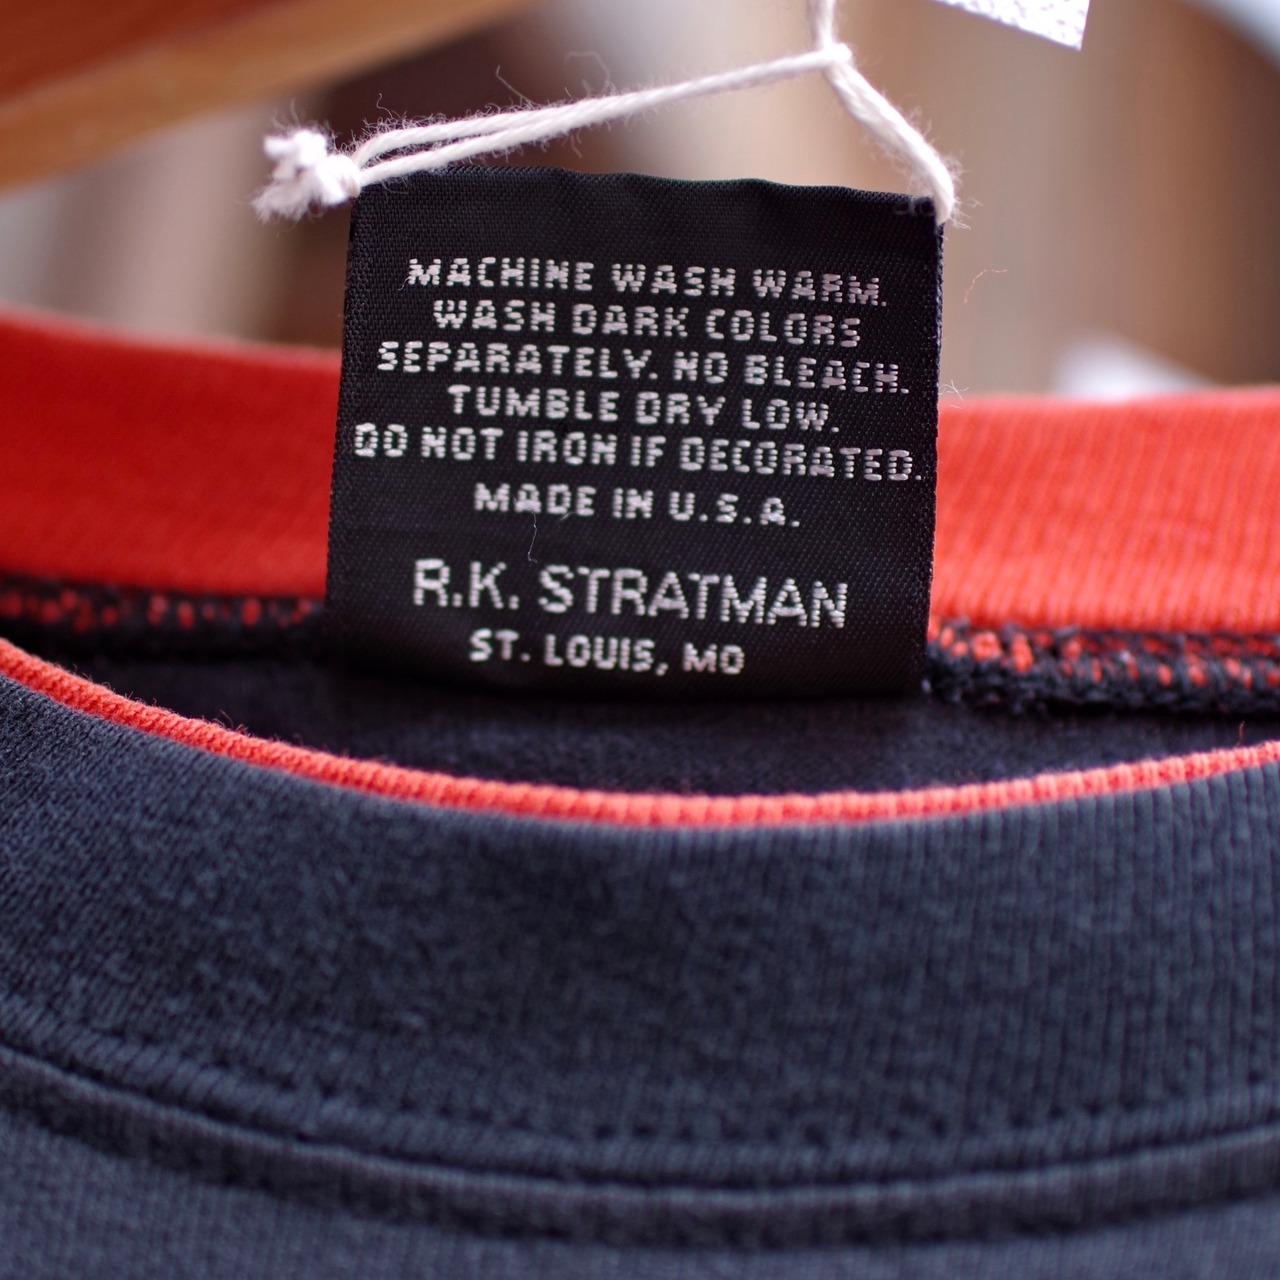 MACHINE WASH WARM.
WASH DARK COLORS
SEPARATELY. NO BLEACH.
TUMBLE DRY LOW.
DO NOT IRON IF DECORATED.
MADE IN U.S.A.
R.K. STRATMAN
ST. LOUIS, MO